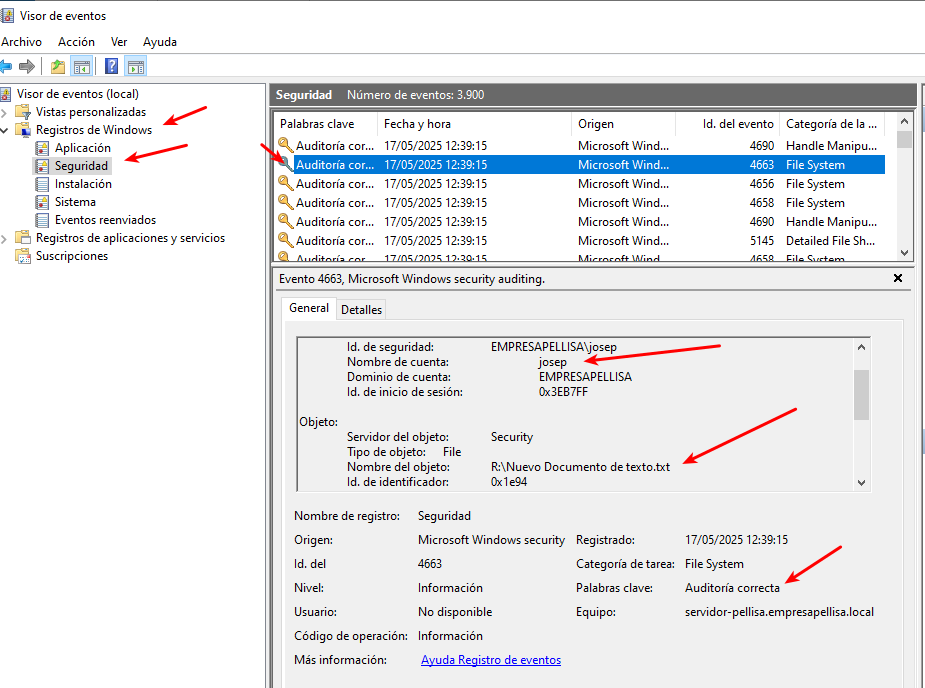 Visor de eventos
Archivo Acción Ver Ayuda
Visor de eventos (local)
Vistas personalizadas
Registros de Windows
Aplicación
Seguridad
Instalación
Sistema
Eventos reenviados
Registros de aplicaciones y servicios
Suscripciones
Seguridad Número de eventos: 3.900
Palabras clave Fecha y hora Origen Id. del evento Categoría de la ...
Auditoría cor... 17/05/2025 12:39:15 Microsoft Wind... 4690 Handle Manipu...
Auditoría cor... 17/05/2025 12:39:15 Microsoft Wind... 4663 File System
Auditoría cor... 17/05/2025 12:39:15 Microsoft Wind... 4656 File System
Auditoría cor... 17/05/2025 12:39:15 Microsoft Wind... 4658 File System
Auditoría cor... 17/05/2025 12:39:15 Microsoft Wind... 4690 Handle Manipu...
Auditoría cor... 17/05/2025 12:39:15 Microsoft Wind... 5145 Detailed File Sh...
Auditoría cor... 17/05/2025 12:39:15 Microsoft Wind... 4658 File System
Evento 4663, Microsoft Windows security auditing.
General Detalles
Id. de seguridad: EMPRESAPELLISA\josep
Nombre de cuenta: josep
Dominio de cuenta: EMPRESAPELLISA
Id. de inicio de sesión: 0x3EB7FF
Objeto:
Servidor del objeto: Security
Tipo de objeto: File
Nombre del objeto: R:\Nuevo Documento de texto.txt
Id. de identificador: 0x1e94
Nombre de registro: Seguridad
Origen: Microsoft Windows security Registrado: 17/05/2025 12:39:15
Id. del 4663 Categoría de tarea: File System
Nivel: Información Palabras clave: Auditoría correcta
Usuario: No disponible Equipo: servidor-pellisa.empresapellisa.local
Código de operación: Información
Más información: Ayuda Registro de eventos